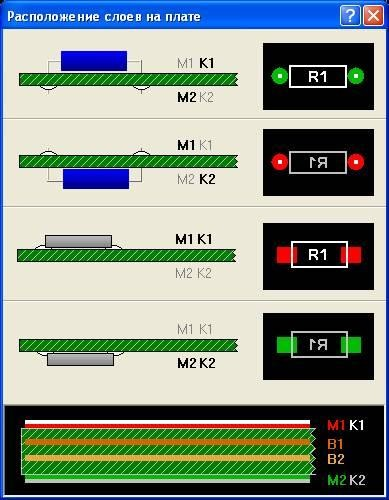 Расположение слоев на плате
M1 K1
R1
M2 K2
M1 K1
R1
M2 K2
M1 K1
R1
M2 K2
M1 K1
R1
M2 K2
M1 K1
B1
B2
M2 K2